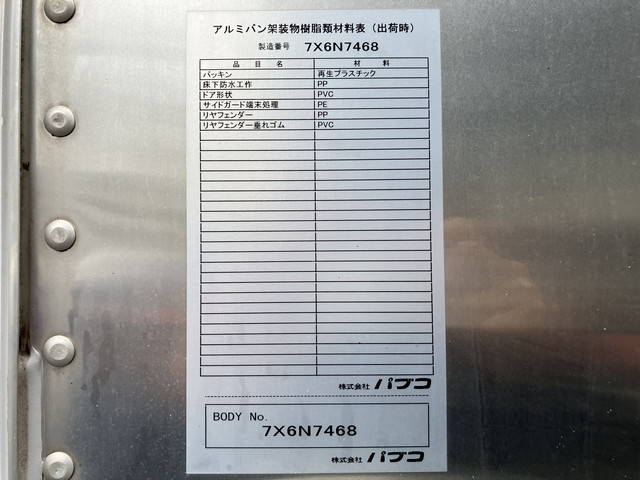 アルミバン架装物樹脂類材料表（出荷時）
製造番号 7X6N7468
品目名 材料
パッキン 再生プラスチック
床下防水工作 PP
ドア形状 PVC
サイドガード端末処理 PE
リヤフェンダー PP
リヤフェンダー垂れゴム PVC
株式会社 パブコ
BODY No.
7X6N7468
株式会社 パブコ